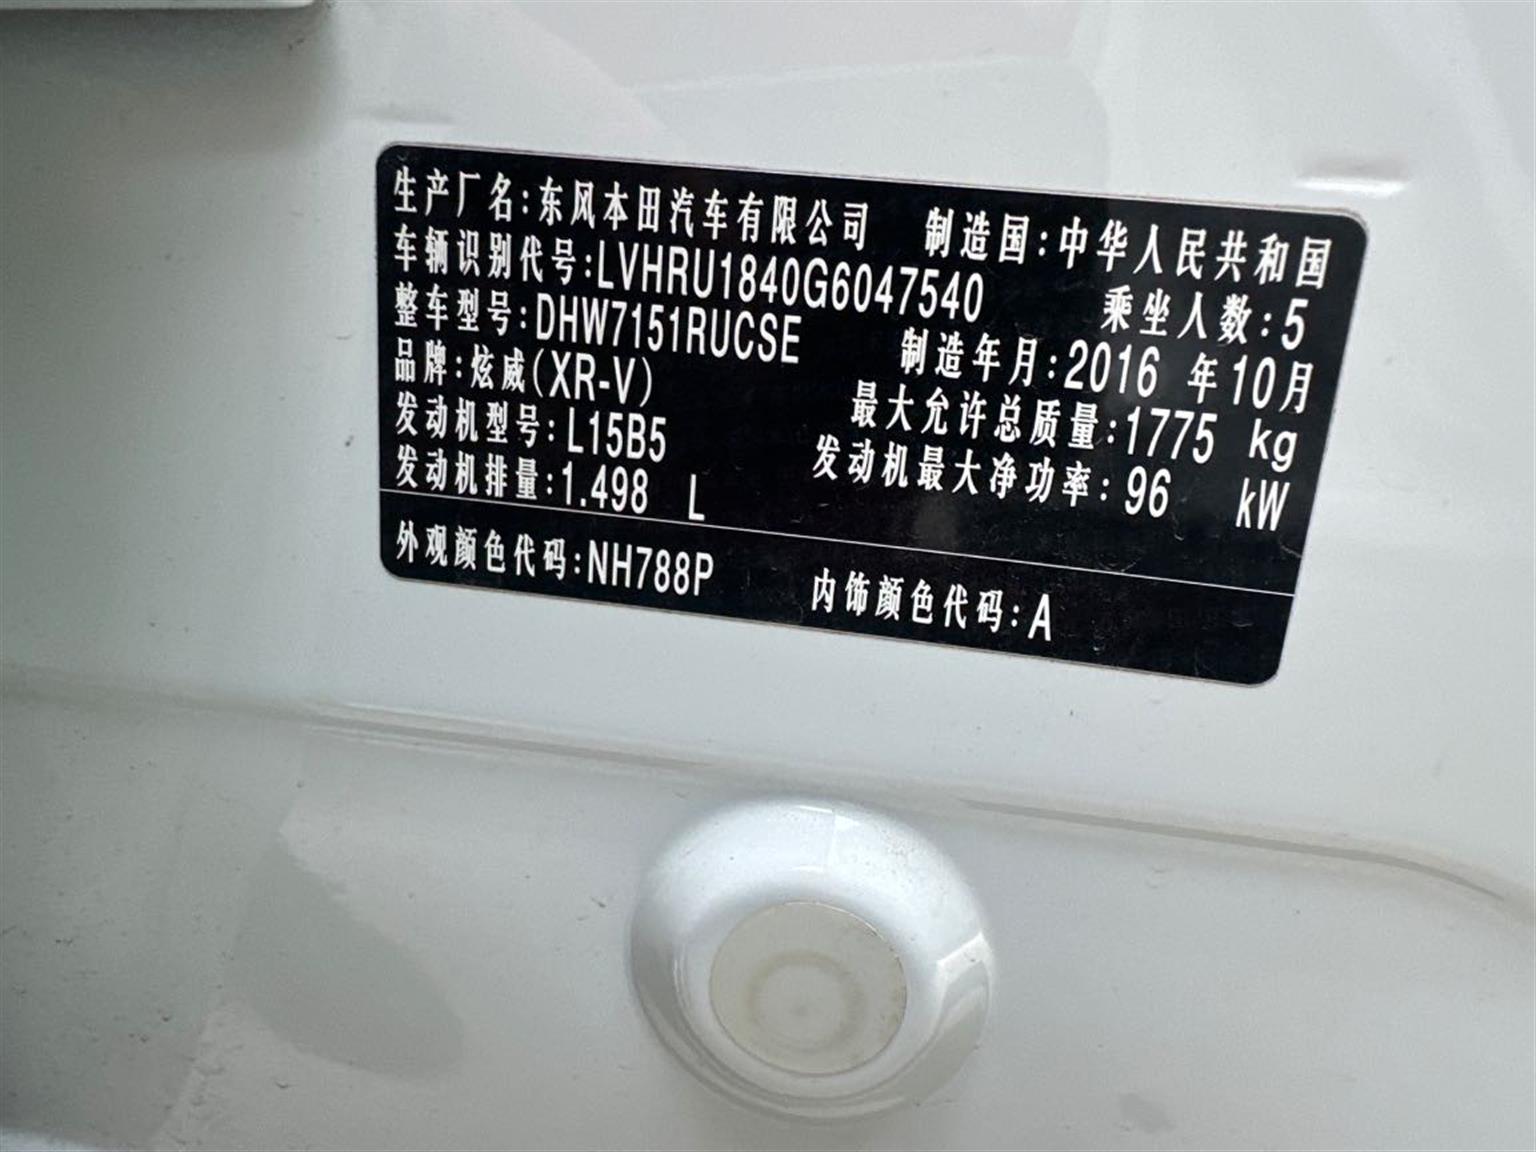 生产厂名:东风本田汽车有限公司 制造国:中华人民共和国
车辆识别代号:LVHRU1840G6047540 乘坐人数:5
整车型号:DHW7151RUCSE 制造年月:2016 年10月
品牌:炫威(XR-V) 最大允许总质量:1775 kg
发动机型号:L15B5 发动机最大净功率:96 kW
发动机排量:1.498 L
外观颜色代码:NH788P 内饰颜色代码:A